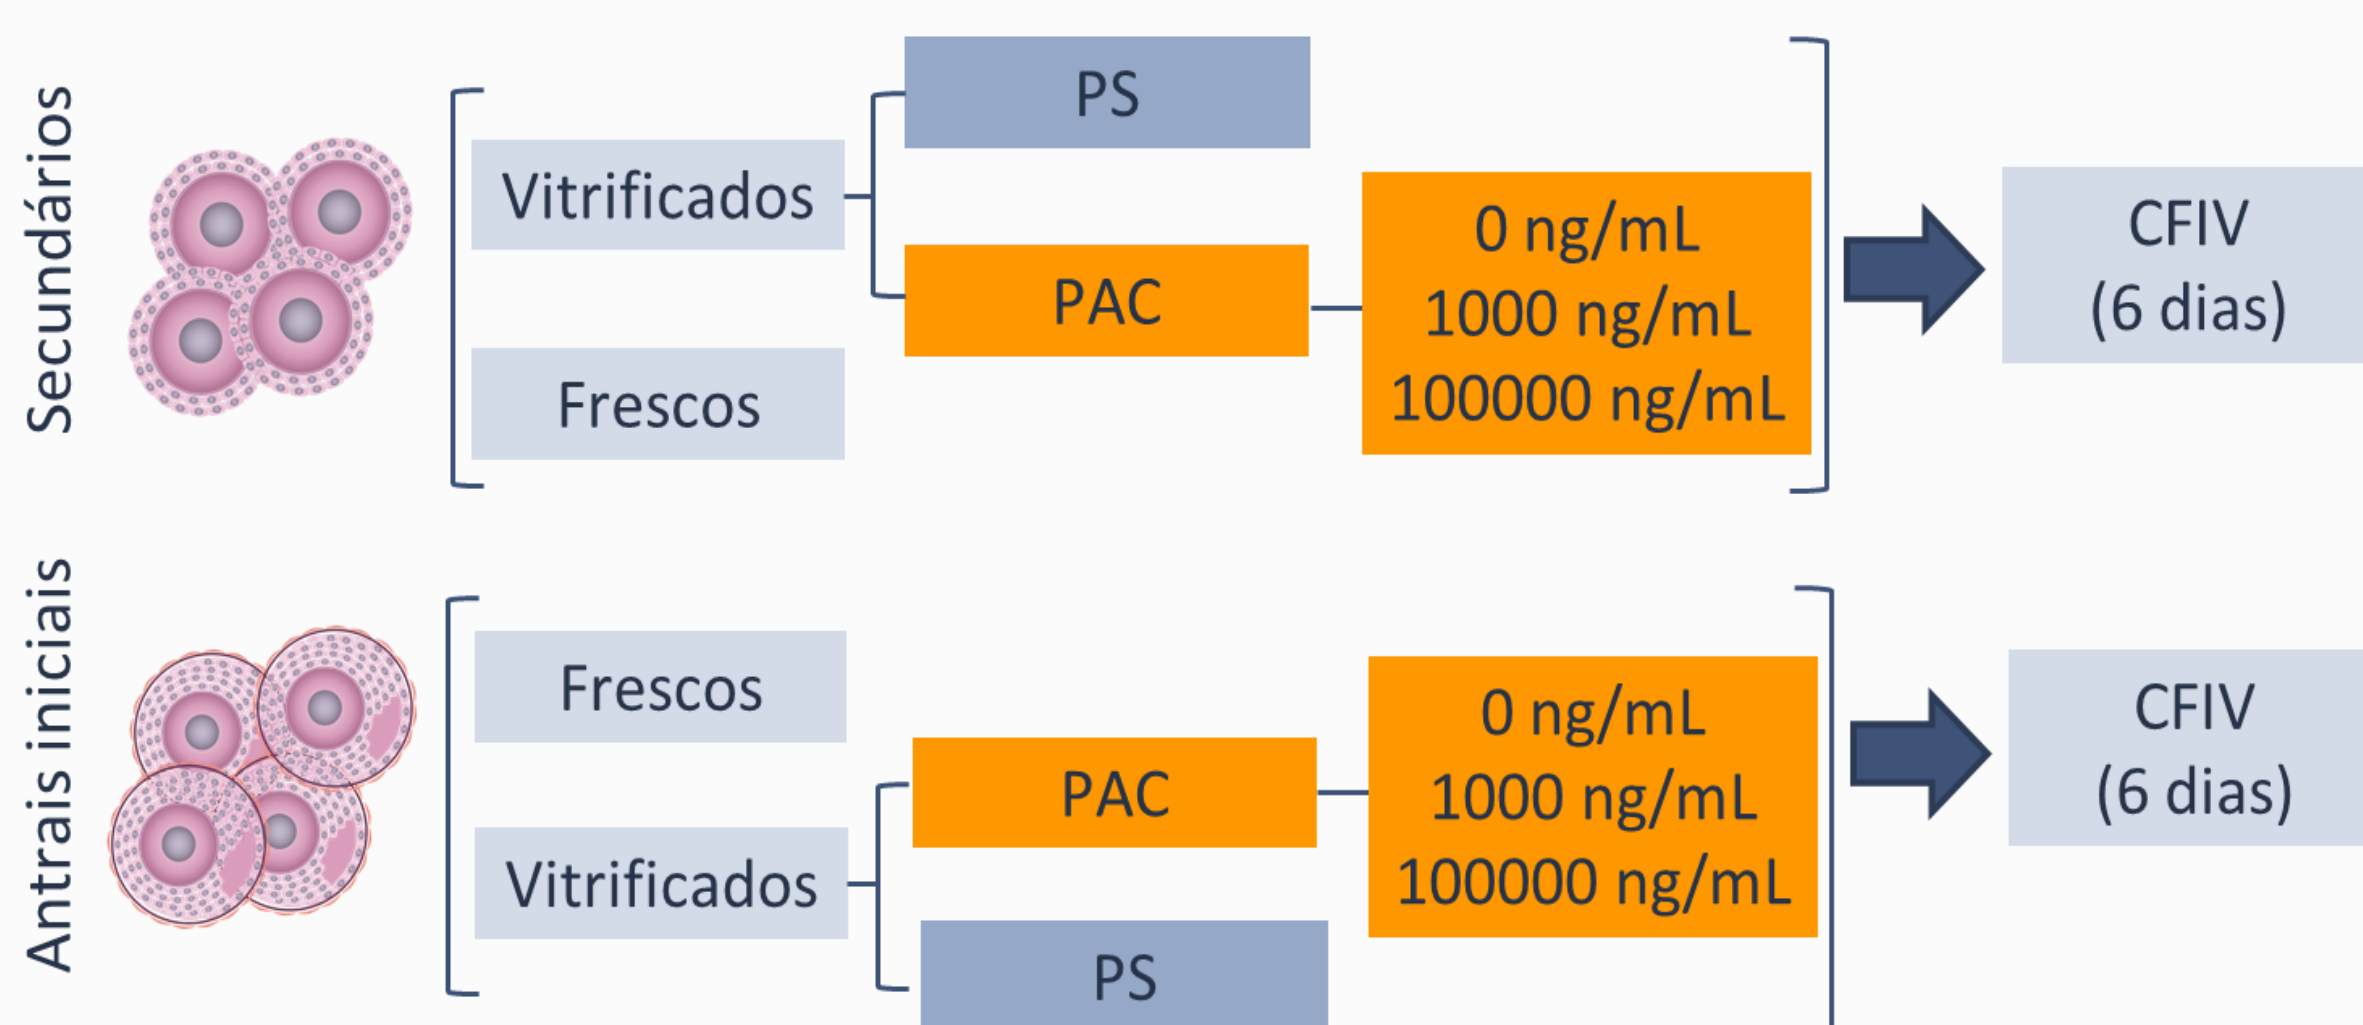 Secundários
Vitrificados
Frescos
PS
PAC
0 ng/mL
1000 ng/mL
100000 ng/mL
CFIV
(6 dias)
Antrais iniciais
Frescos
Vitrificados
PAC
PS
0 ng/mL
1000 ng/mL
100000 ng/mL
CFIV
(6 dias)